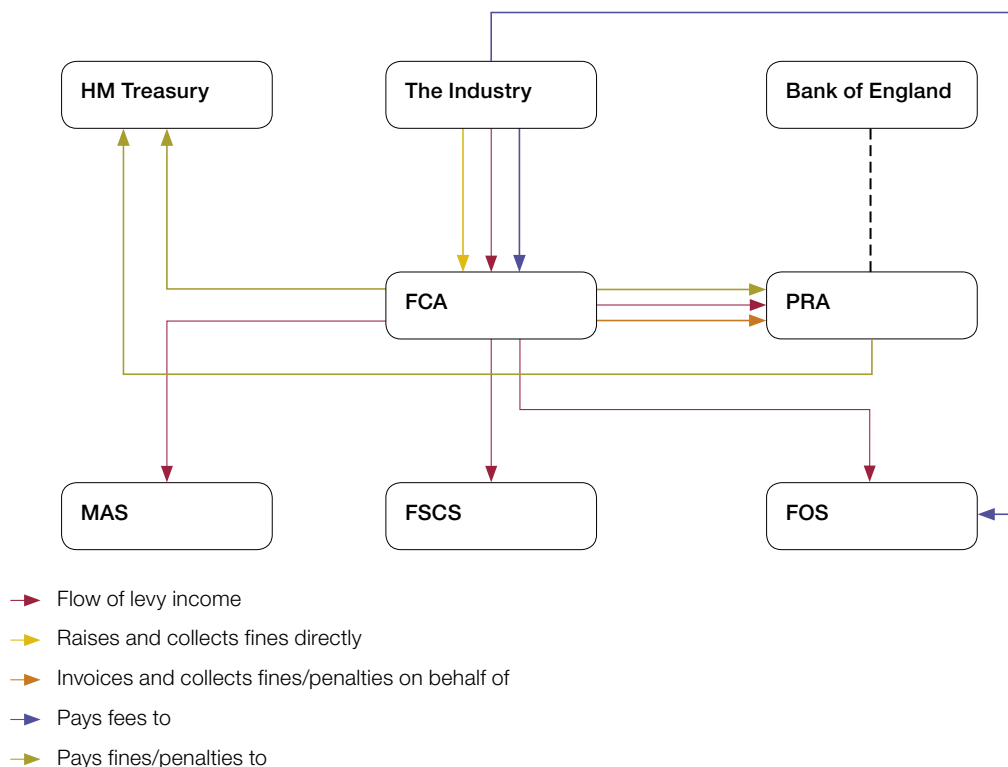 HM Treasury
The Industry
Bank of England
FCA
PRA
MAS
FSCS
FOS
Flow of levy income
Raises and collects fines directly
Invoices and collects fines/penalties on behalf of
Pays fees to
Pays fines/penalties to